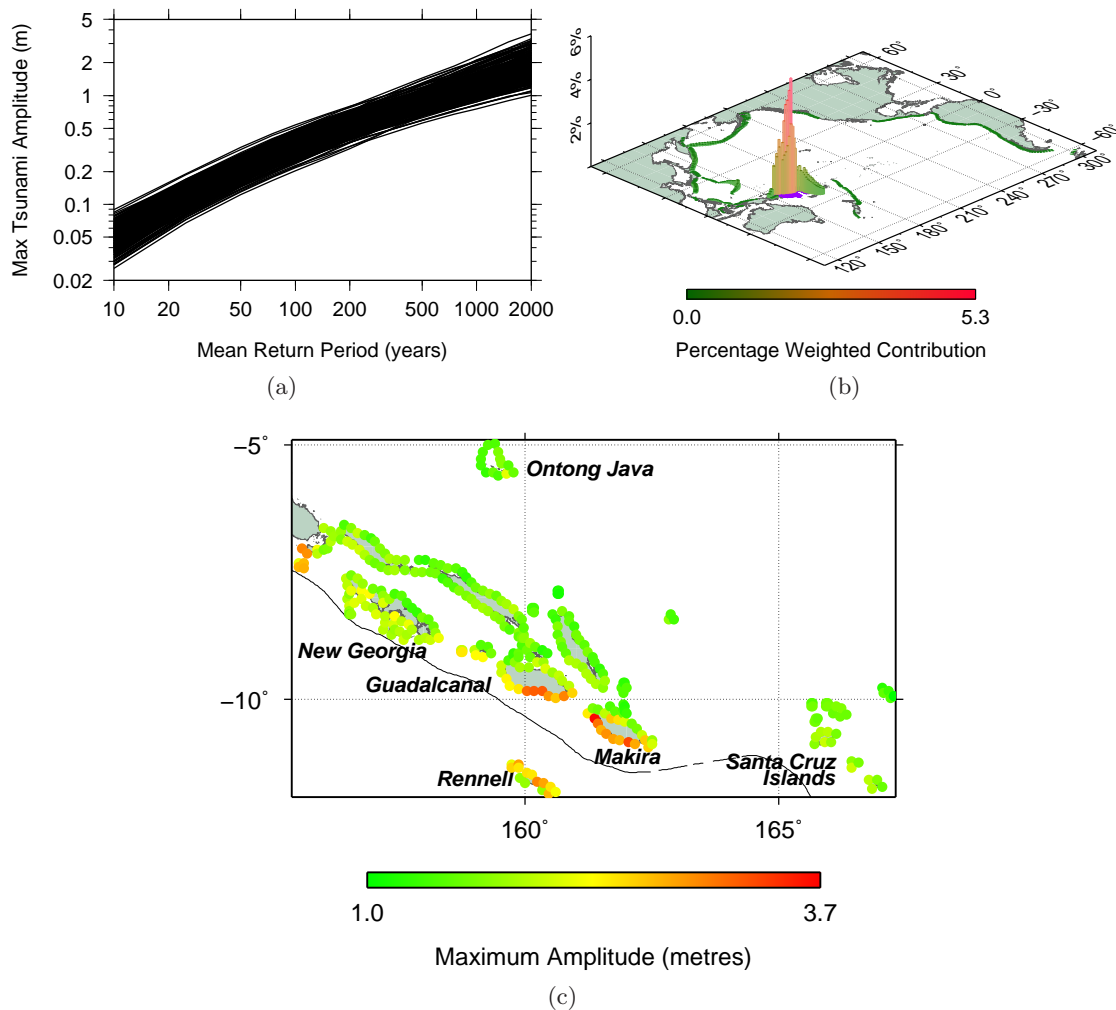 5
2
1
0.5
0.2
0.1
0.05
0.02
Max Tsunami Amplitude (m)
10 20 50 100 200 500 1000 2000
Mean Return Period (years)
(a)
6%
4%
2%
60°
30°
0°
−30°
−60°
120°
150°
180°
210°
240°
270°
300°
0.0 5.3
Percentage Weighted Contribution
(b)
−5°
−10°
Ontong Java
New Georgia
Guadalcanal
Makira
Rennell
Santa Cruz
Islands
160° 165°
1.0 3.7
Maximum Amplitude (metres)
(c)